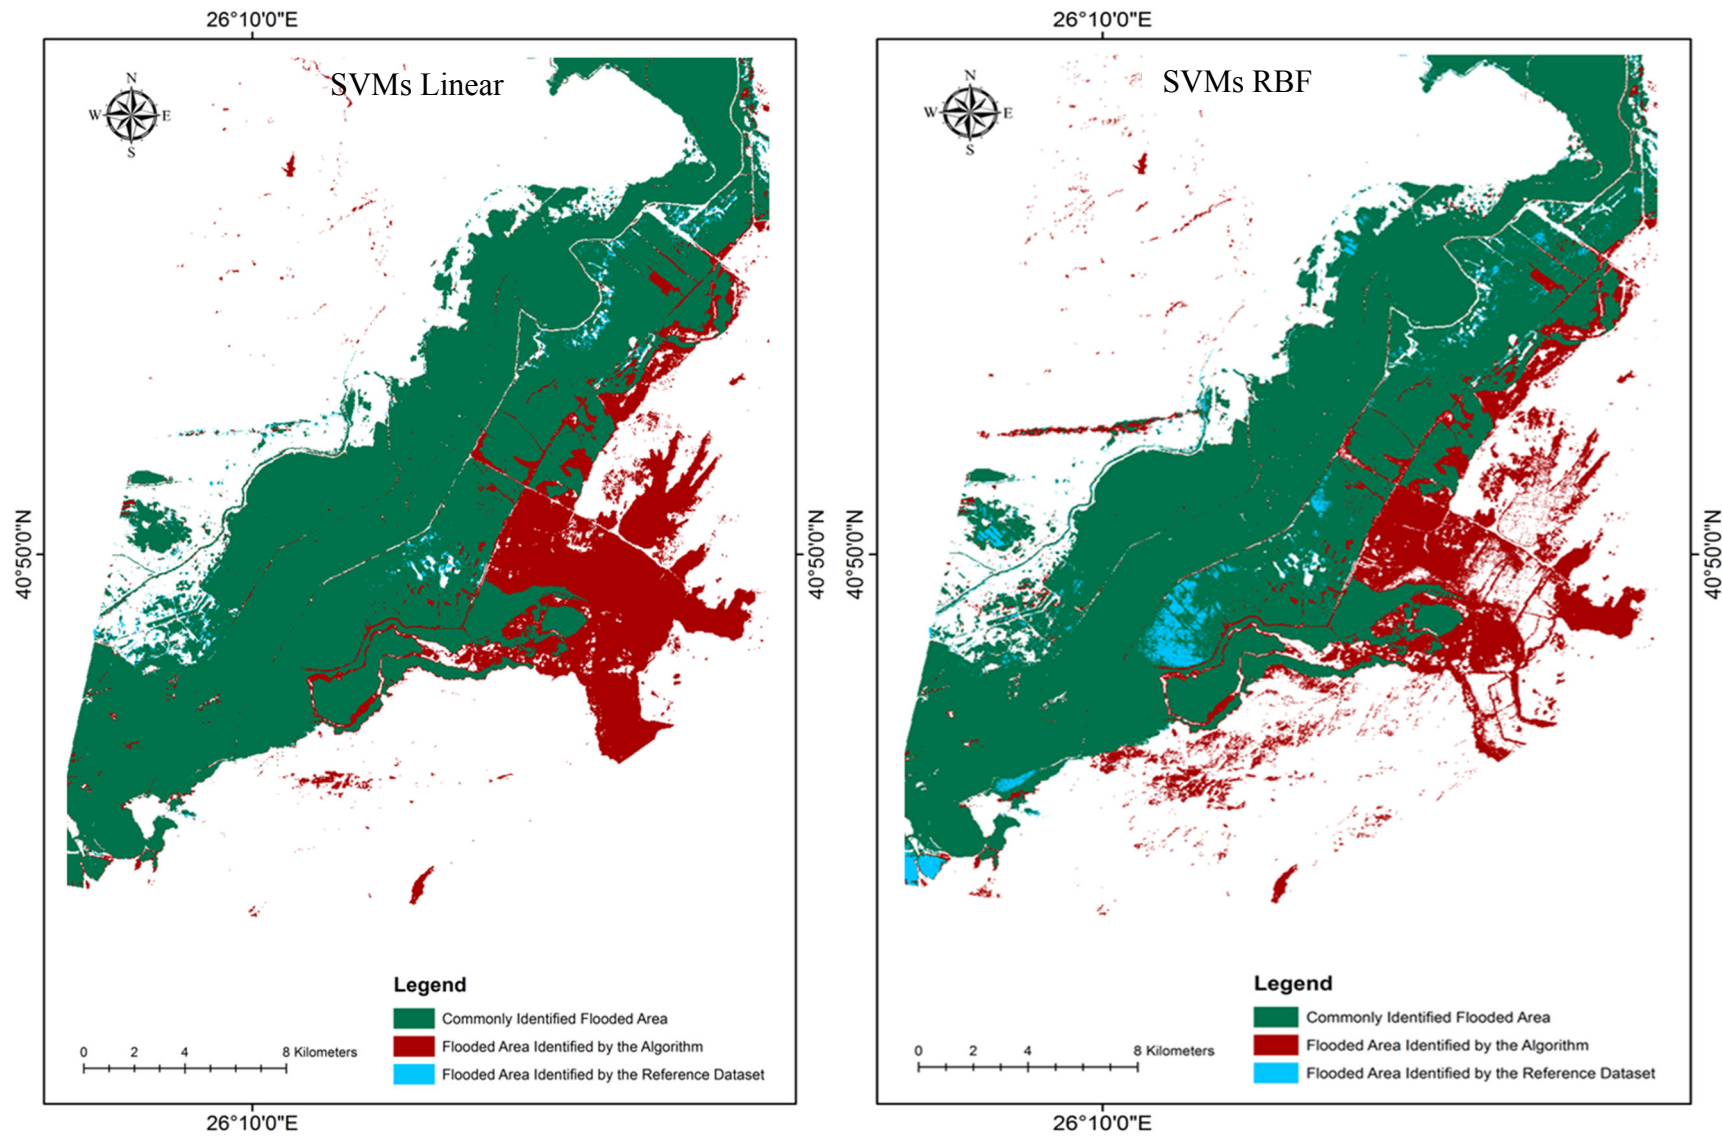 26°10'0"E
26°10'0"E
SVMs Linear
SVMs RBF
N
W E
S
N
W E
S
40°50'0"N
40°50'0"N
40°50'0"N
Legend
Commonly Identified Flooded Area
Flooded Area Identified by the Algorithm
Flooded Area Identified by the Reference Dataset
0 2 4 8 Kilometers
Legend
Commonly Identified Flooded Area
Flooded Area Identified by the Algorithm
Flooded Area Identified by the Reference Dataset
0 2 4 8 Kilometers
26°10'0"E
26°10'0"E